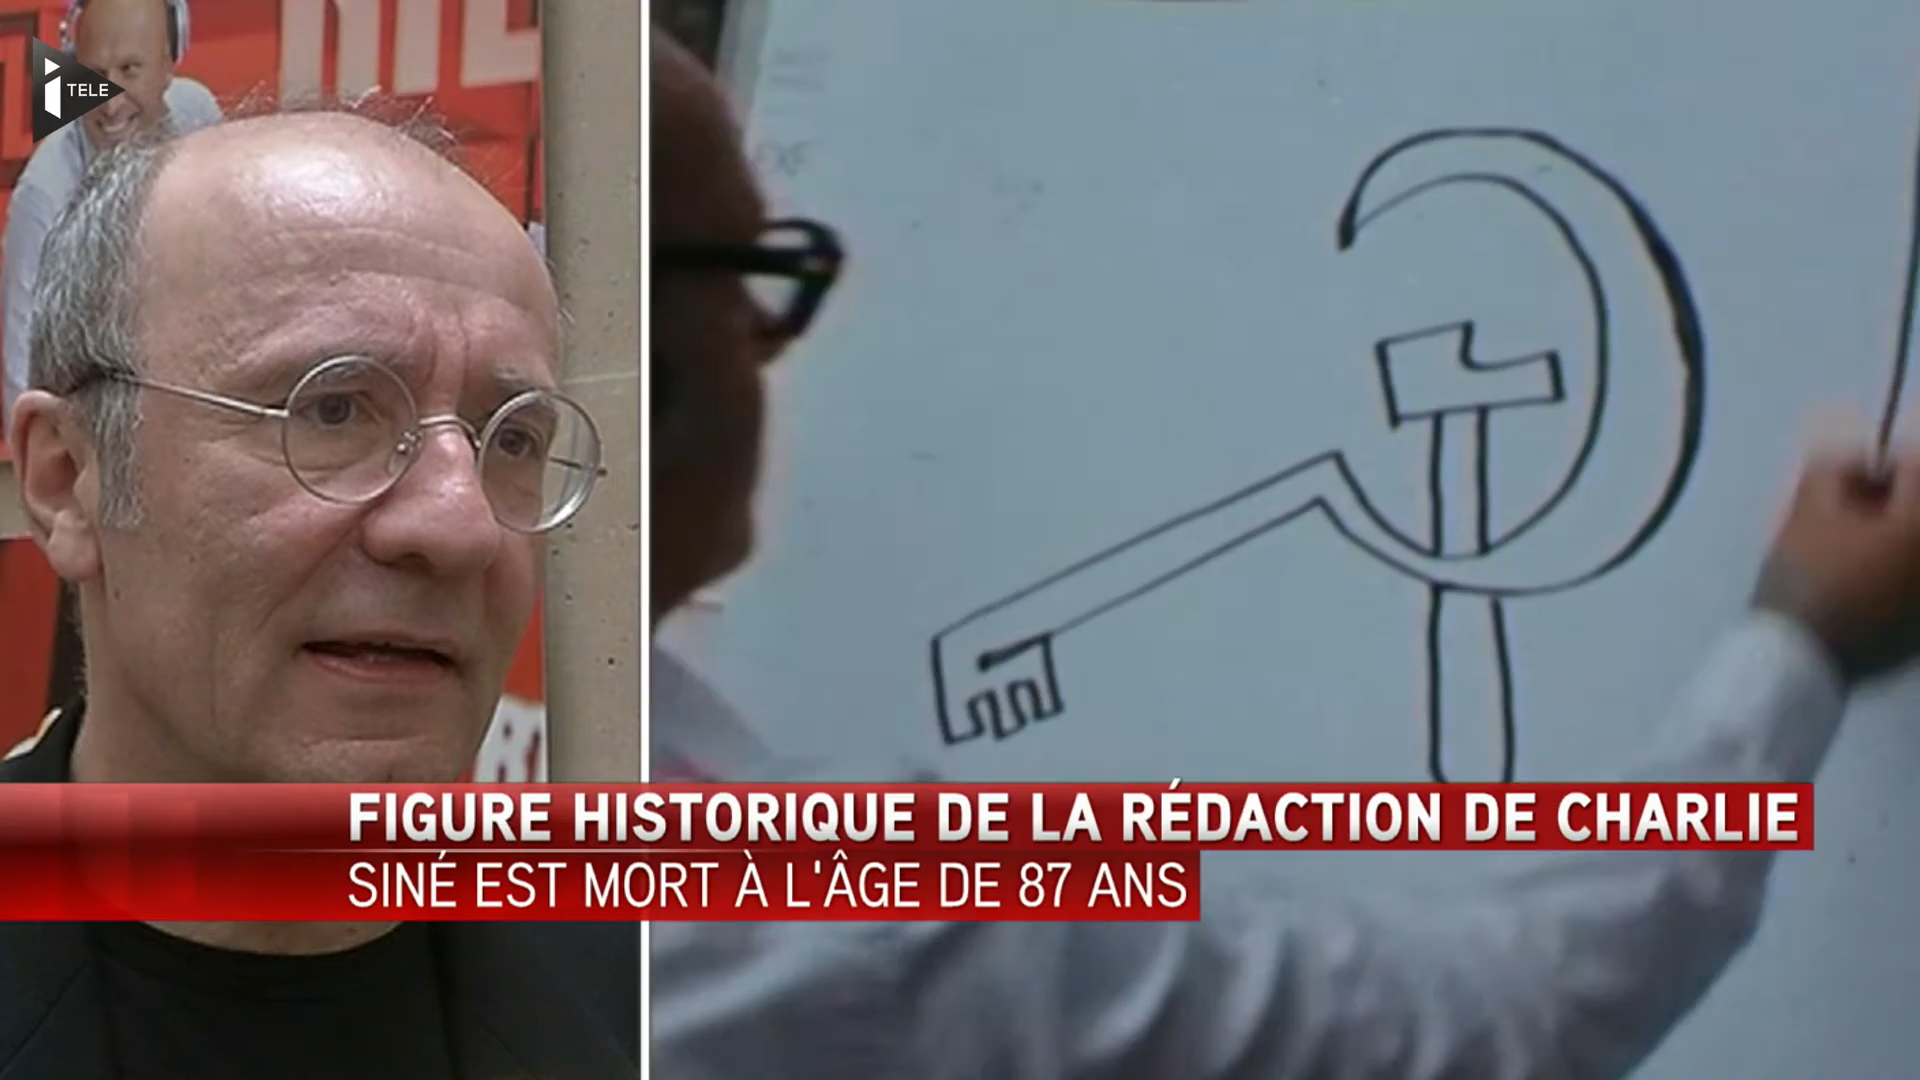 TELE
FIGURE HISTORIQUE DE LA RÉDACTION DE CHARLIE
SINÉ EST MORT À L'ÂGE DE 87 ANS